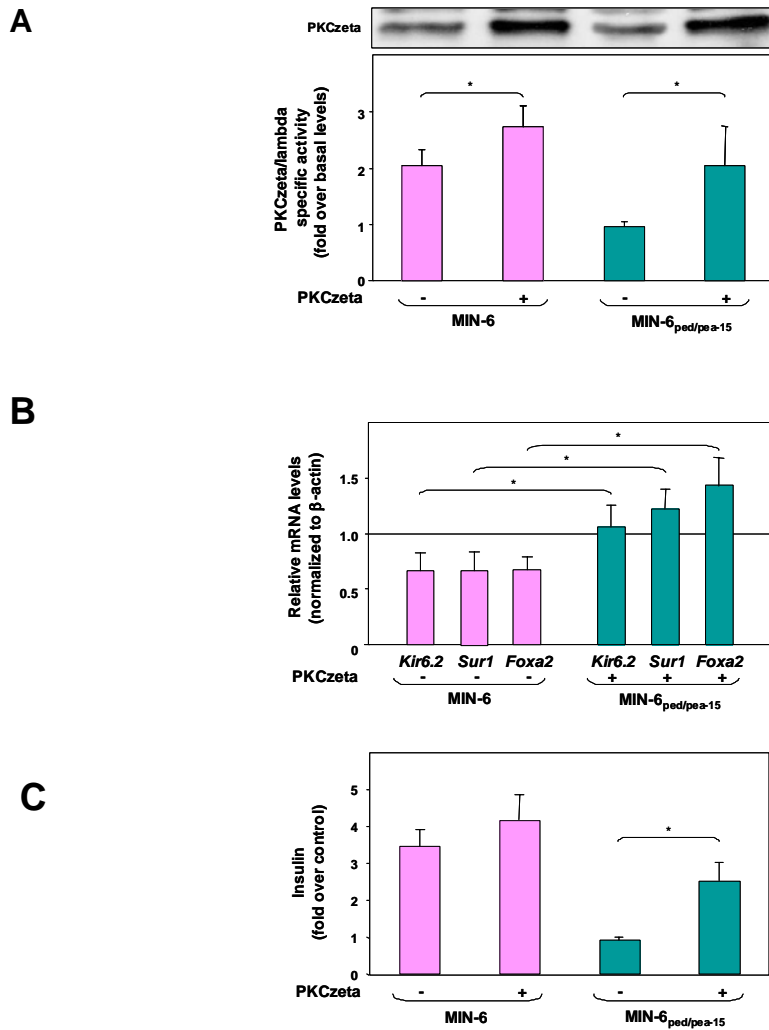 A
PKCzeta
PKCzeta/lambda
specific activity
(fold over basal levels)
3
2
1
0
*
*
PKCzeta - + - +
MIN-6 MIN-6ped/pea-15
B
Relative mRNA levels
(normalized to β-actin)
1.5
1.0
0.5
0
*
*
*
Kir6.2 Sur1 Foxa2 Kir6.2 Sur1 Foxa2
PKCzeta - - - + + +
MIN-6 MIN-6ped/pea-15
C
Insulin
(fold over control)
5
4
3
2
1
0
*
PKCzeta - + - +
MIN-6 MIN-6ped/pea-15